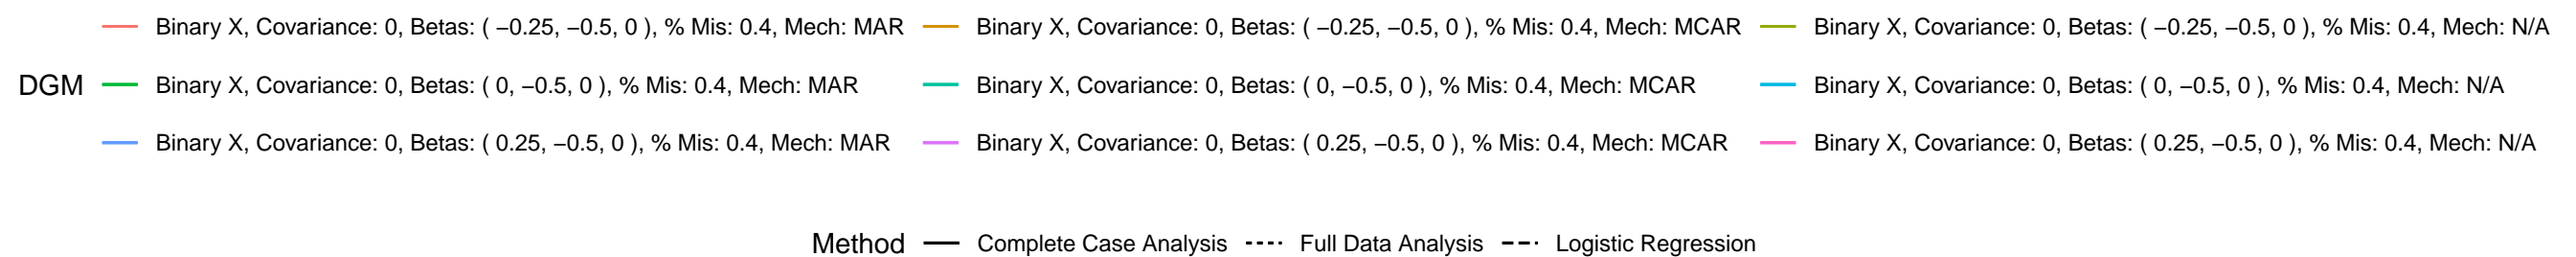 Binary X, Covariance: 0, Betas: ( −0.25, −0.5, 0 ), % Mis: 0.4, Mech: MAR Binary X, Covariance: 0, Betas: ( −0.25, −0.5, 0 ), % Mis: 0.4, Mech: MCAR Binary X, Covariance: 0, Betas: ( −0.25, −0.5, 0 ), % Mis: 0.4, Mech: N/A
DGM Binary X, Covariance: 0, Betas: ( 0, −0.5, 0 ), % Mis: 0.4, Mech: MAR Binary X, Covariance: 0, Betas: ( 0, −0.5, 0 ), % Mis: 0.4, Mech: MCAR Binary X, Covariance: 0, Betas: ( 0, −0.5, 0 ), % Mis: 0.4, Mech: N/A
Binary X, Covariance: 0, Betas: ( 0.25, −0.5, 0 ), % Mis: 0.4, Mech: MAR Binary X, Covariance: 0, Betas: ( 0.25, −0.5, 0 ), % Mis: 0.4, Mech: MCAR Binary X, Covariance: 0, Betas: ( 0.25, −0.5, 0 ), % Mis: 0.4, Mech: N/A
Method Complete Case Analysis Full Data Analysis Logistic Regression